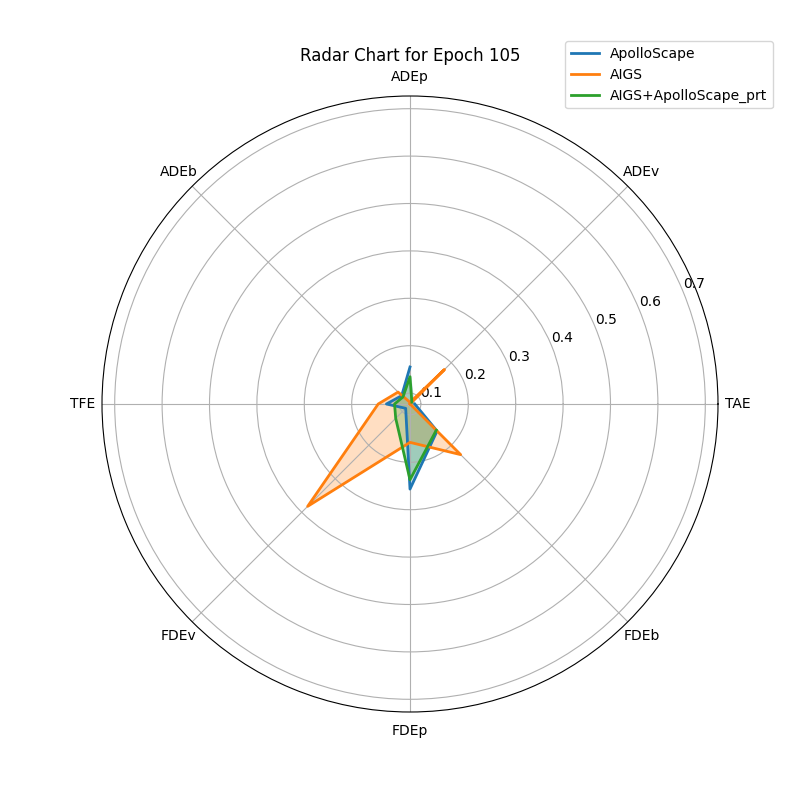 Radar Chart for Epoch 105
ApolloScape
AIGS
AIGS+ApolloScape_prt
ADEp
ADEb
ADEv
0.7
0.6
0.5
0.4
0.3
0.2
0.1
TFE
TAE
FDEv
FDEb
FDEp